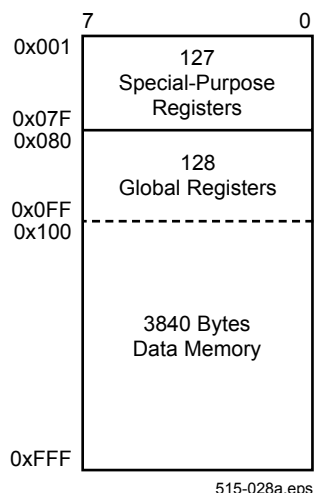 7 0
0x001
127
Special-Purpose
Registers
0x07F
0x080
128
Global Registers
0x0FF
0x100
3840 Bytes
Data Memory
0xFFF
515-028a.eps